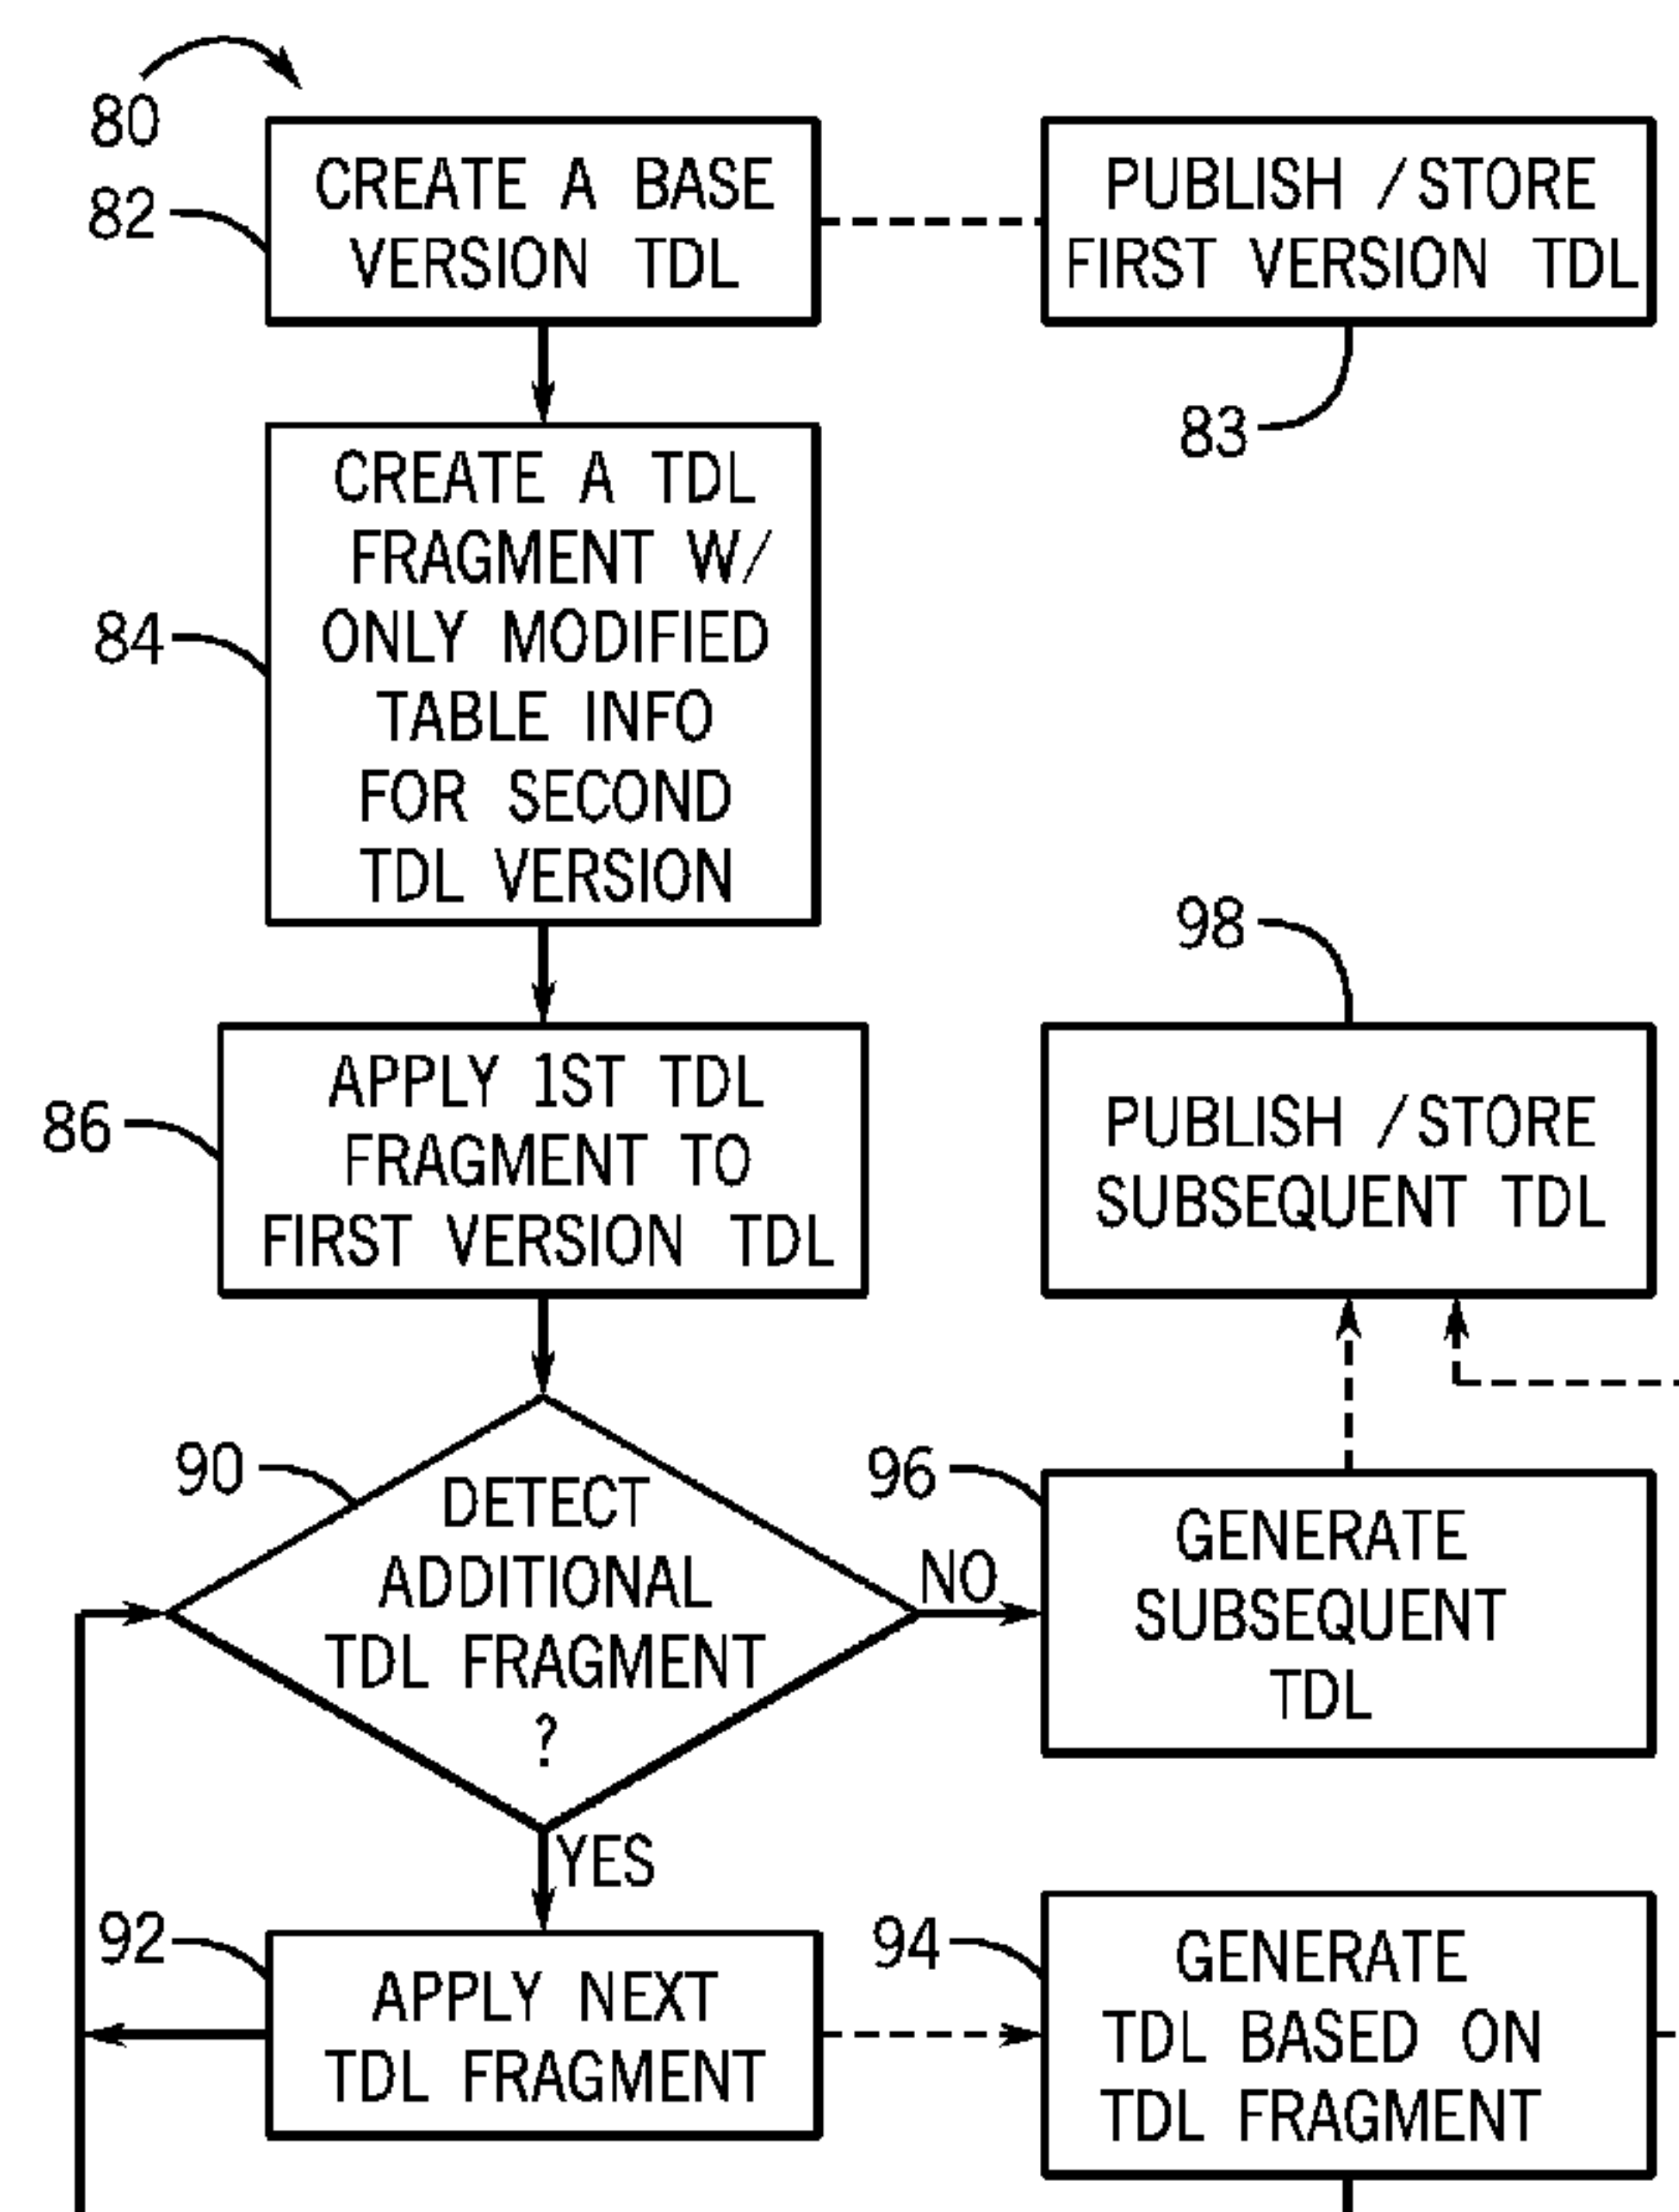 80
82
CREATE A BASE
VERSION TDL
PUBLISH /STORE
FIRST VERSION TDL
83
84
CREATE A TDL
FRAGMENT W/
ONLY MODIFIED
TABLE INFO
FOR SECOND
TDL VERSION
86
APPLY 1ST TDL
FRAGMENT TO
FIRST VERSION TDL
98
PUBLISH /STORE
SUBSEQUENT TDL
90
DETECT
ADDITIONAL
TDL FRAGMENT
?
NO
96
GENERATE
SUBSEQUENT
TDL
YES
92
APPLY NEXT
TDL FRAGMENT
94
GENERATE
TDL BASED ON
TDL FRAGMENT